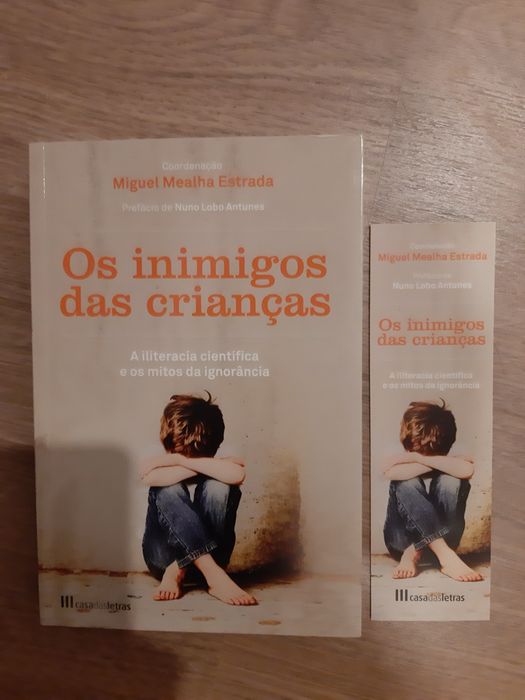 Coordenação
Miguel Mealha Estrada
Prefácio de Nuno Lobo Antunes
Os inimigos
das crianças
A iliteracia científica
e os mitos da ignorância
casadasletras
Coordenação
Miguel Mealha Estrada
Prefácio de
Nuno Lobo Antunes
Os inimigos
das crianças
A iliteracia científica
e os mitos da ignorância
casadasletras